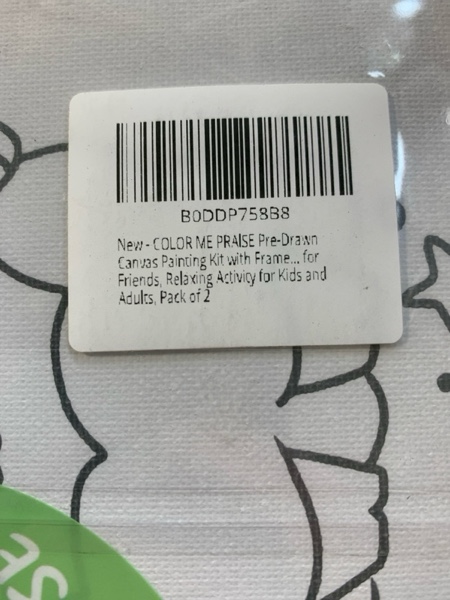 B0DDP758B8
New - COLOR ME PRAISE Pre-Drawn
Canvas Painting Kit with Frame... for
Friends, Relaxing Activity for Kids and
Adults, Pack of 2
SE